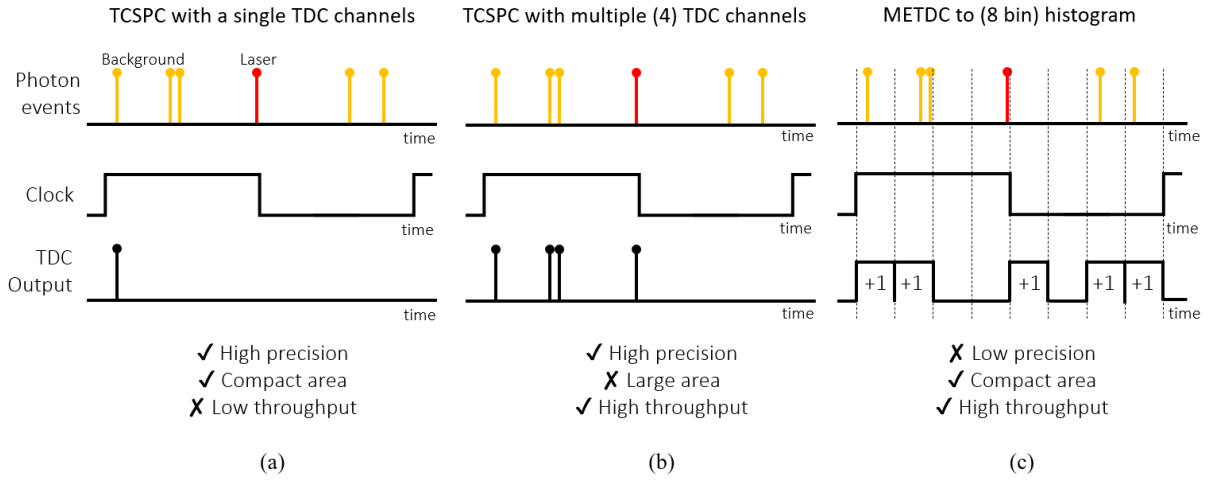 TCSPC with a single TDC channels
TCSPC with multiple (4) TDC channels
METDC to (8 bin) histogram
Background
Laser
Photon
events
time
time
time
Clock
time
time
time
TDC
Output
+1
+1
+1
+1
+1
time
time
time
✓ High precision
✓ Compact area
✗ Low throughput
✓ High precision
✗ Large area
✓ High throughput
✗ Low precision
✓ Compact area
✓ High throughput
(a)
(b)
(c)